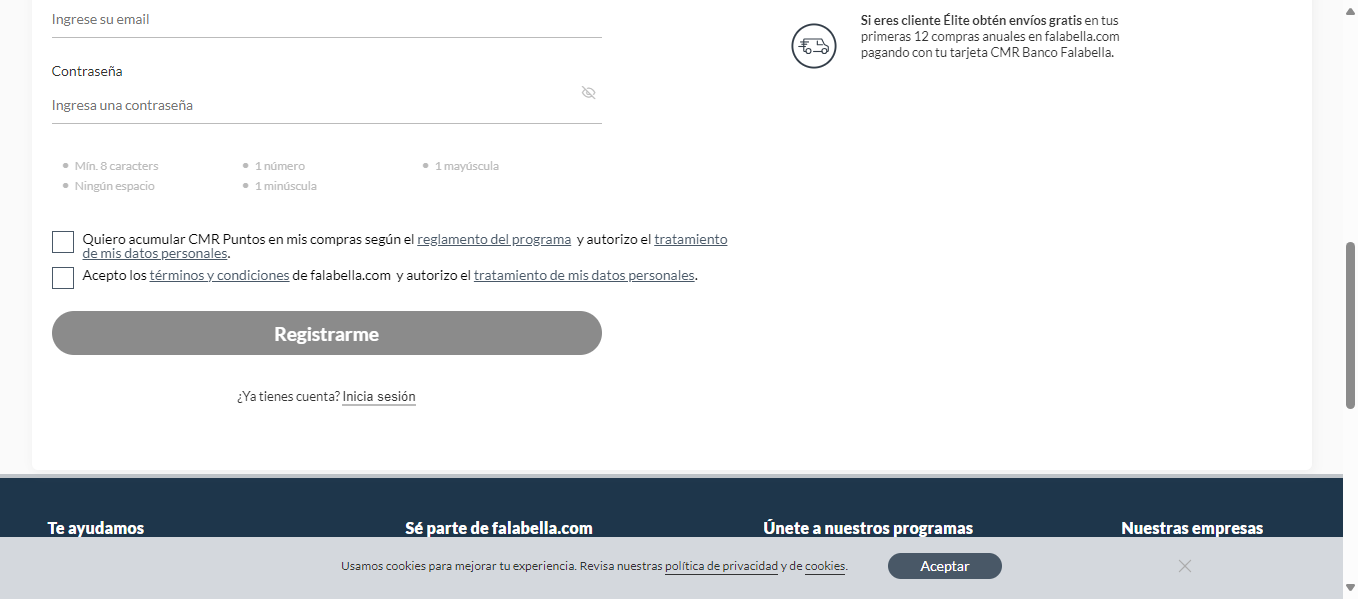 Ingrese su email
Si eres cliente Élite obtén envíos gratis en tus
primeras 12 compras anuales en falabella.com
pagando con tu tarjeta CMR Banco Falabella.
Contraseña
Ingresa una contraseña
Mín. 8 caracters
1 número
1 mayúscula
Ningún espacio
1 minúscula
Quiero acumular CMR Puntos en mis compras según el reglamento del programa y autorizo el tratamiento
de mis datos personales.
Acepto los términos y condiciones de falabella.com y autorizo el tratamiento de mis datos personales.
Registrarme
¿Ya tienes cuenta? Inicia sesión
Te ayudamos
Sé parte de falabella.com
Únete a nuestros programas
Nuestras empresas
Usamos cookies para mejorar tu experiencia. Revisa nuestras política de privacidad y de cookies.
Aceptar